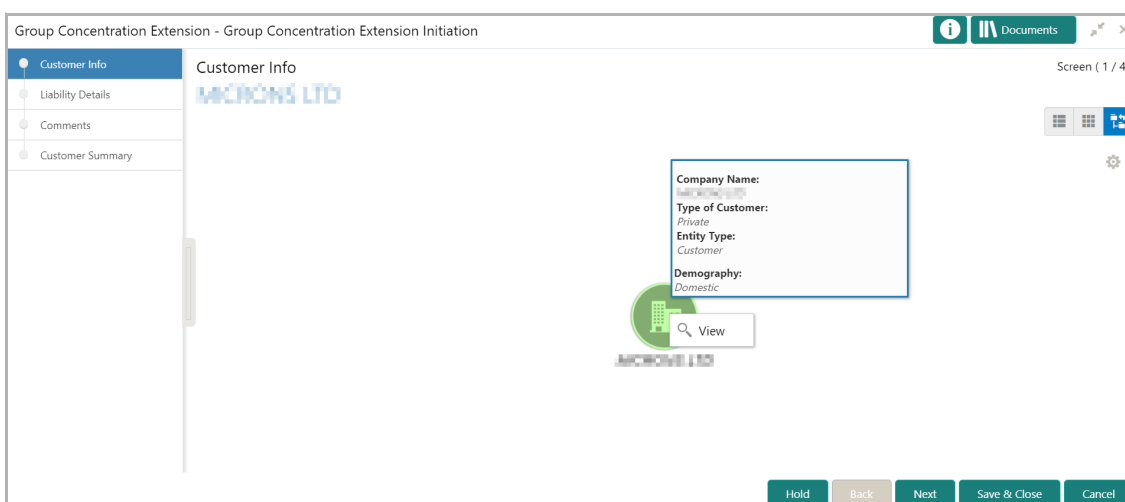 Group Concentration Extension - Group Concentration Extension Initiation
Documents
Customer Info
Liability Details
Comments
Customer Summary
Customer Info
Screen ( 1 / 4
Company Name:
Type of Customer:
Private
Entity Type:
Customer
Demography:
Domestic
View
Hold
Back
Next
Save & Close
Cancel